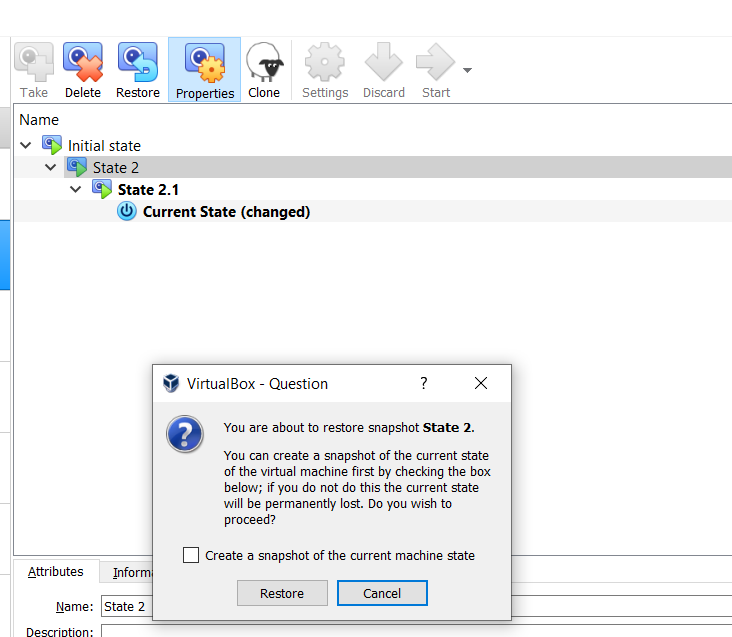 Take Delete Restore Properties Clone Settings Discard Start
Name
Initial state
State 2
State 2.1
Current State (changed)
VirtualBox - Question ?
You are about to restore snapshot State 2.
You can create a snapshot of the current state
of the virtual machine first by checking the box
below; if you do not do this the current state
will be permanently lost. Do you wish to
proceed?
Create a snapshot of the current machine state
Restore Cancel
Attributes Informa
Name: State 2
Description: